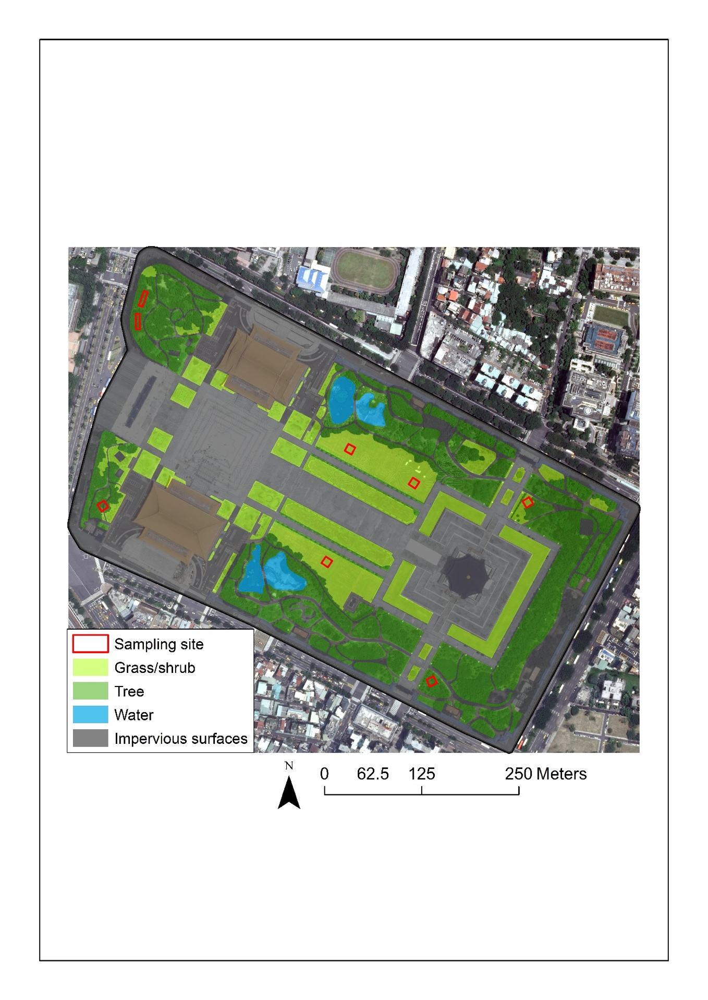 Sampling site
Grass/shrub
Tree
Water
Impervious surfaces
N
0 62.5 125 250 Meters